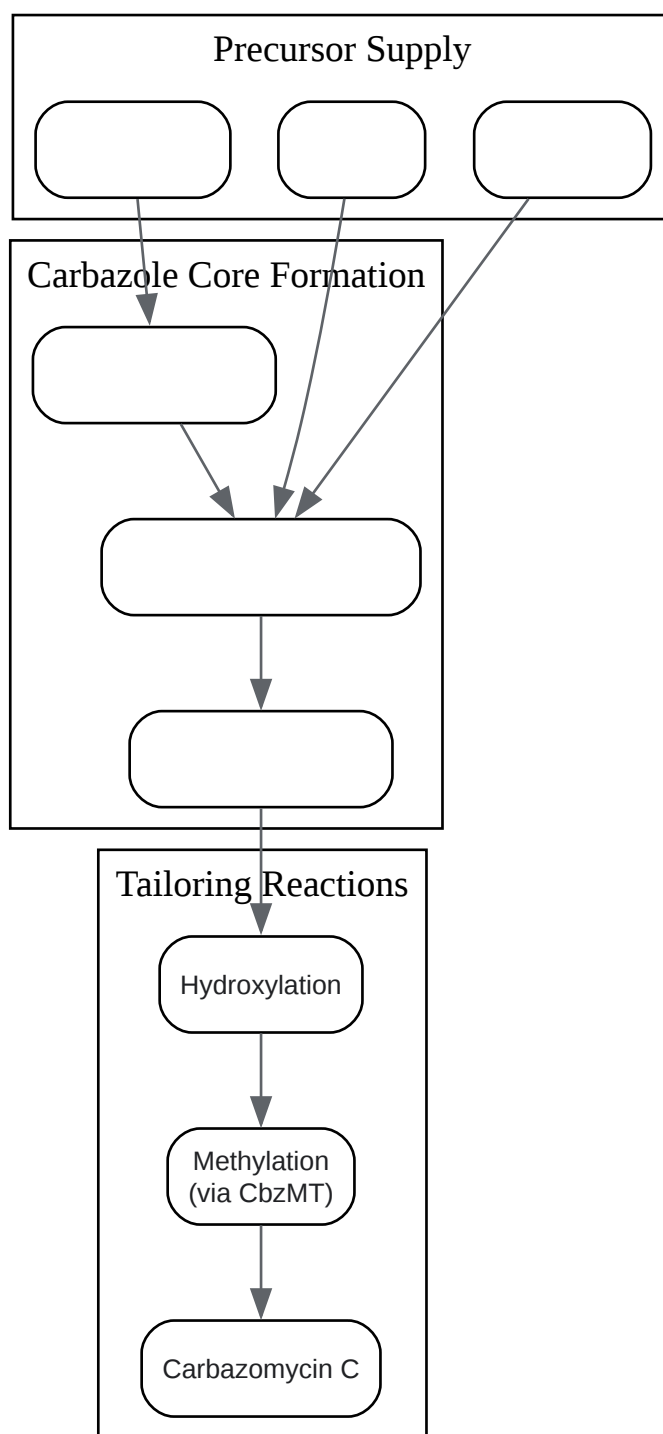 Precursor Supply
Carbazole Core Formation
Tailoring Reactions
Hydroxylation
Methylation
(via CbzMT)
Carbazomycin C